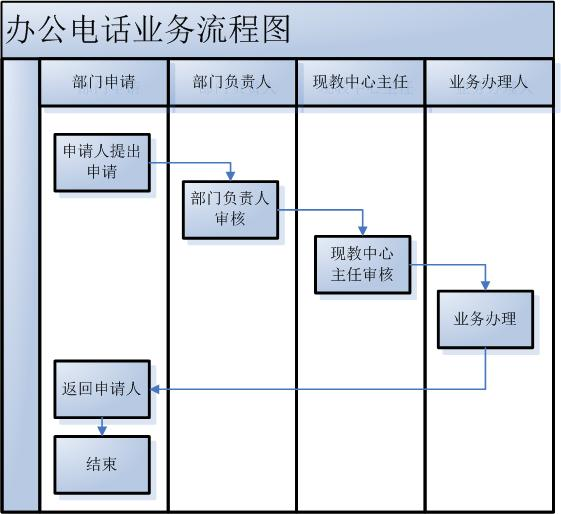 办公电话业务流程图
部门申请
部门负责人
现教中心主任
业务办理人
申请人提出
申请
部门负责人
审核
现教中心
主任审核
业务办理
返回申请人
结束